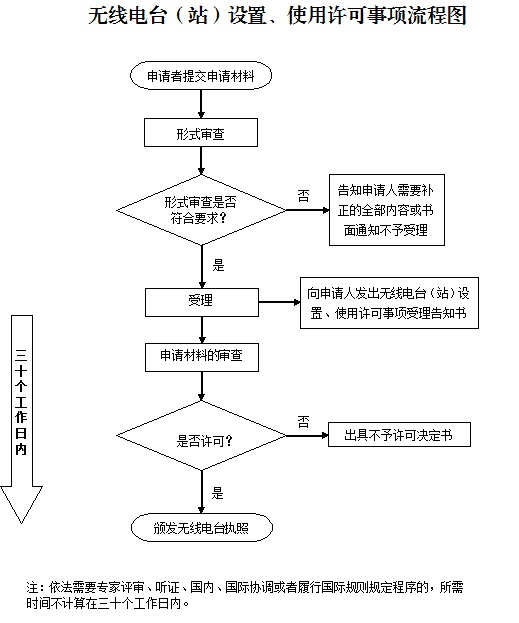 无线电台（站）设置、使用许可事项流程图
申请者提交申请材料
形式审查
形式审查是否
符合要求？
否
告知申请人需要补
正的全部内容或书
面通知不予受理
是
受理
向申请人发出无线电台（站）设
置、使用许可事项受理告知书
申请材料的审查
三十个工作日内
是否许可？
否
出具不予许可决定书
是
颁发无线电台执照
注：依法需要专家评审、听证、国内、国际协调或者履行国际规则规定程序的，所需
时间不计算在三十个工作日内。